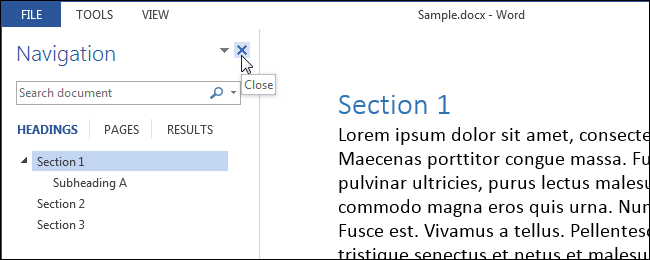 FILE TOOLS VIEW Sample.docx - Word
Navigation
Close
Search document
HEADINGS PAGES RESULTS
Section 1
Subheading A
Section 2
Section 3
Section 1
Lorem ipsum dolor sit amet, consecte
Maecenas porttitor congue massa. Fu
pulvinar ultricies, purus lectus malesu
commodo magna eros quis urna. Nun
Fusce est. Vivamus a tellus. Pellentesc
tristique senectus et netus et malesu